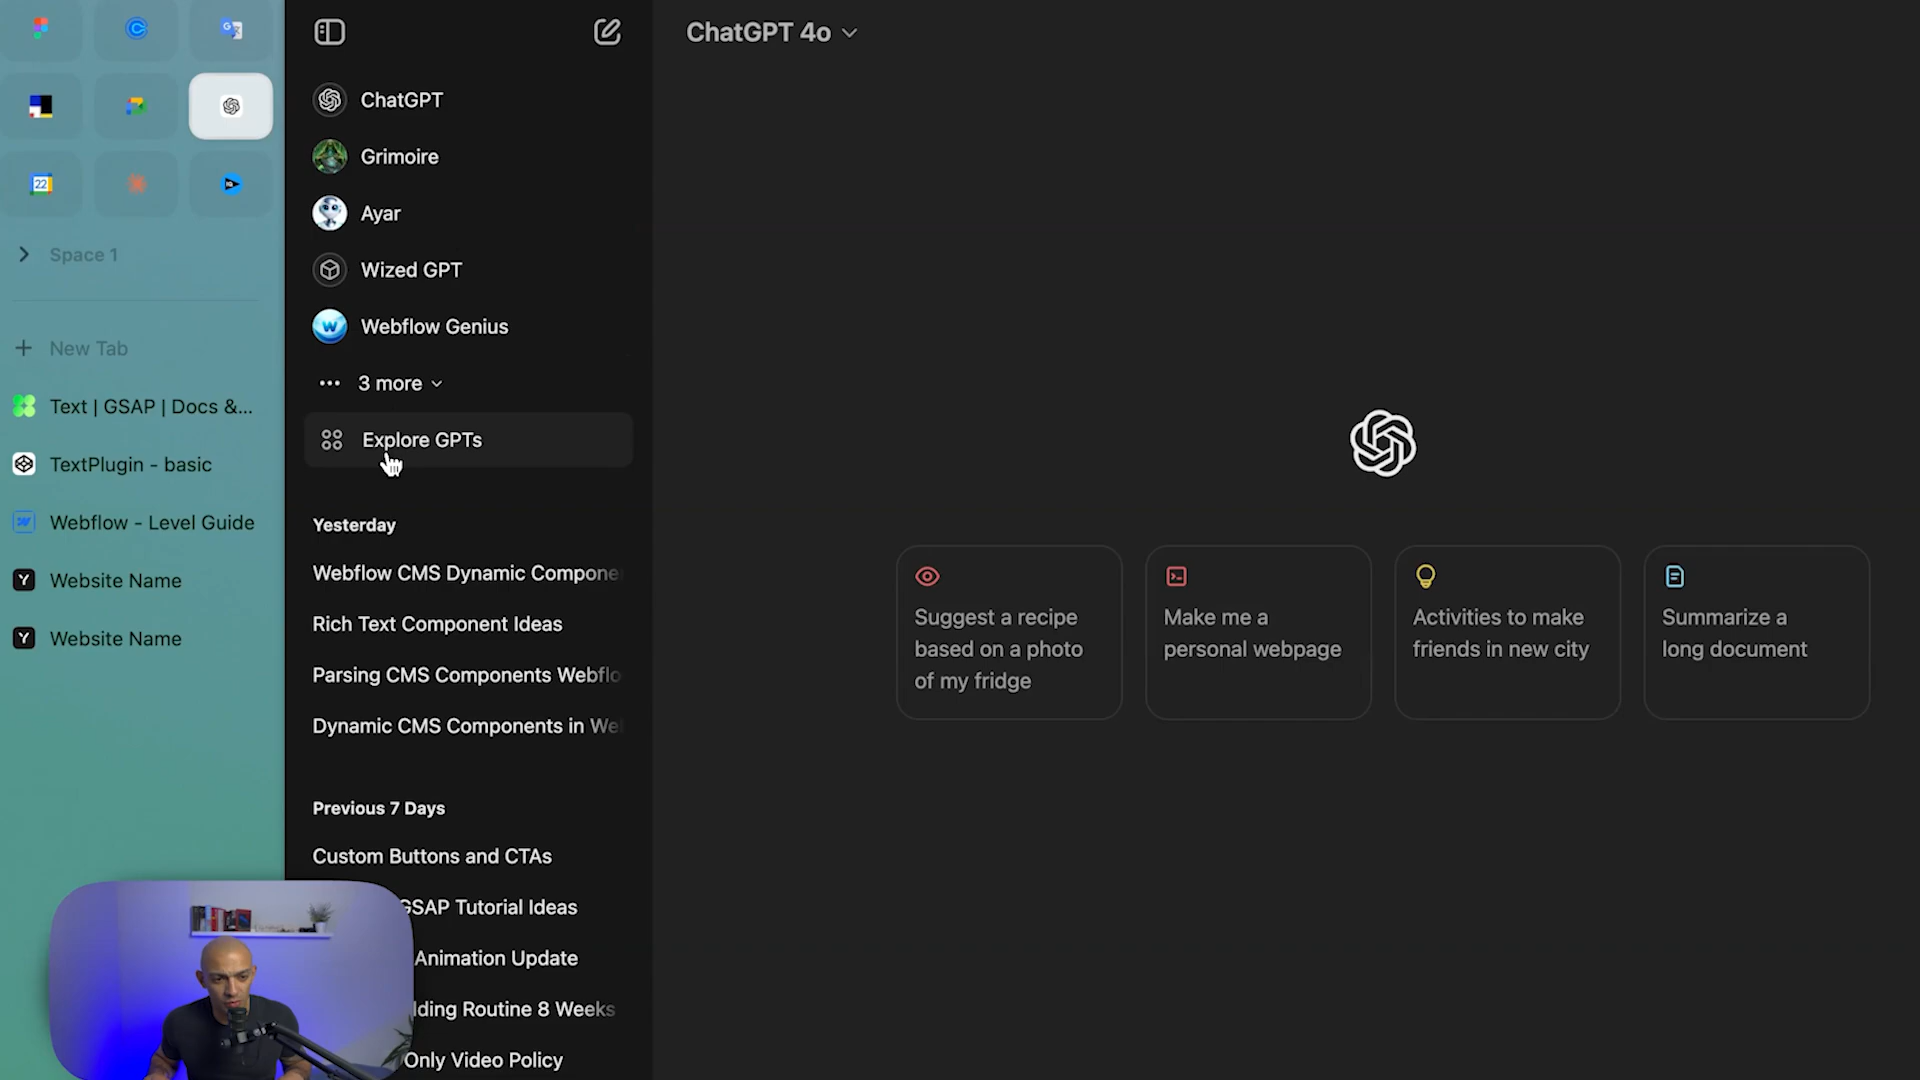 22
Space 1
New Tab
Text | GSAP | Docs &...
TextPlugin - basic
Webflow - Level Guide
Website Name
Website Name
ChatGPT
Grimoire
Ayar
Wized GPT
Webflow Genius
3 more
Explore GPTs
Yesterday
Webflow CMS Dynamic Compone
Rich Text Component Ideas
Parsing CMS Components Webflo
Dynamic CMS Components in We
Previous 7 Days
Custom Buttons and CTAs
GSAP Tutorial Ideas
Animation Update
lding Routine 8 Weeks
Only Video Policy
ChatGPT 4o
Suggest a recipe
based on a photo
of my fridge
Make me a
personal webpage
Activities to make
friends in new city
Summarize a
long document